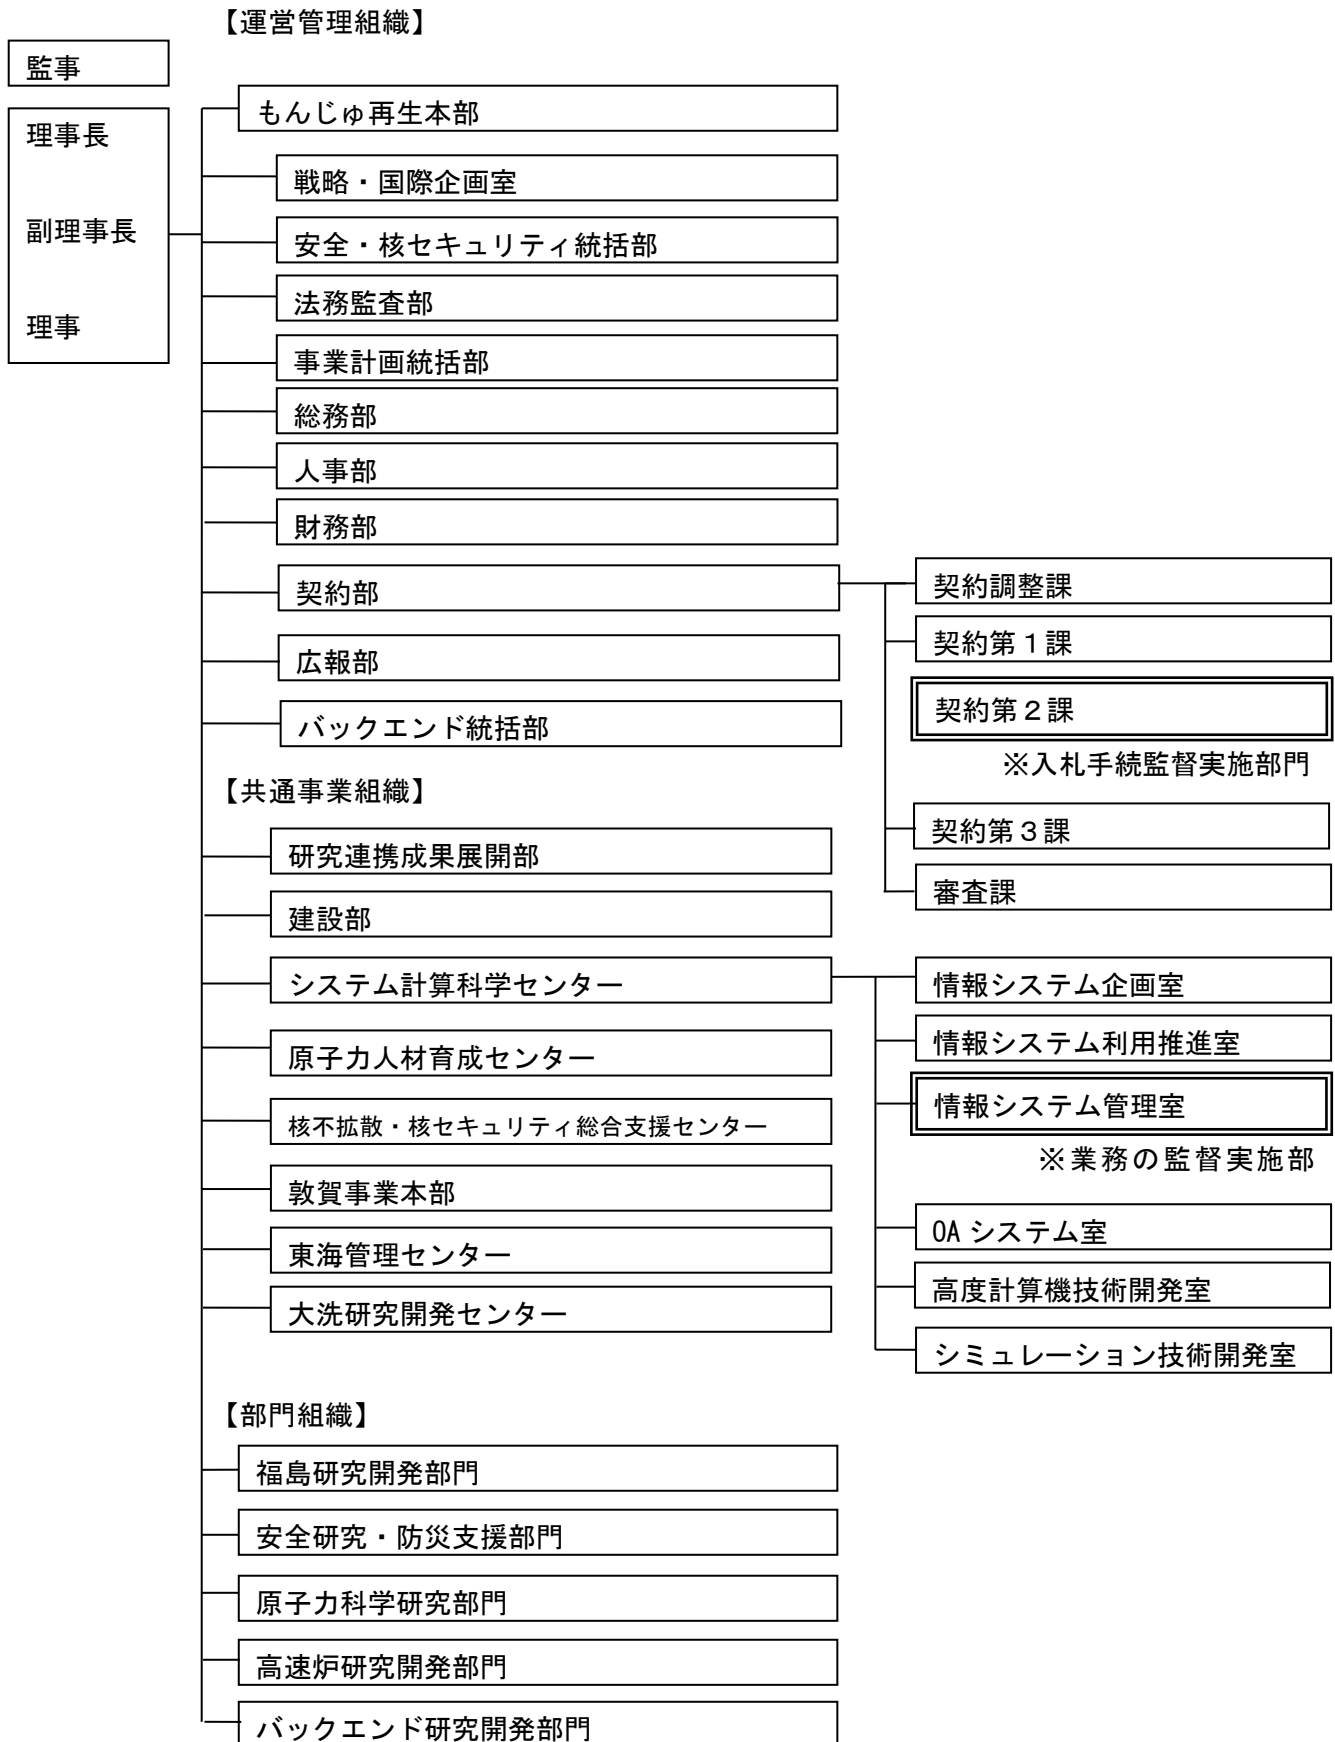 【運営管理組織】
監事
理事長
副理事長
理事
もんじゅ再生本部
戦略・国際企画室
安全・核セキュリティ統括部
法務監査部
事業計画統括部
総務部
人事部
財務部
契約部
広報部
バックエンド統括部
契約調整課
契約第1課
契約第2課
※入札手続監督実施部門
契約第3課
審査課
【共通事業組織】
研究連携成果展開部
建設部
システム計算科学センター
原子力人材育成センター
核不拡散・核セキュリティ総合支援センター
敦賀事業本部
東海管理センター
大洗研究開発センター
情報システム企画室
情報システム利用推進室
情報システム管理室
※業務の監督実施部
OAシステム室
高度計算機技術開発室
シミュレーション技術開発室
【部門組織】
福島研究開発部門
安全研究・防災支援部門
原子力科学研究部門
高速炉研究開発部門
バックエンド研究開発部門